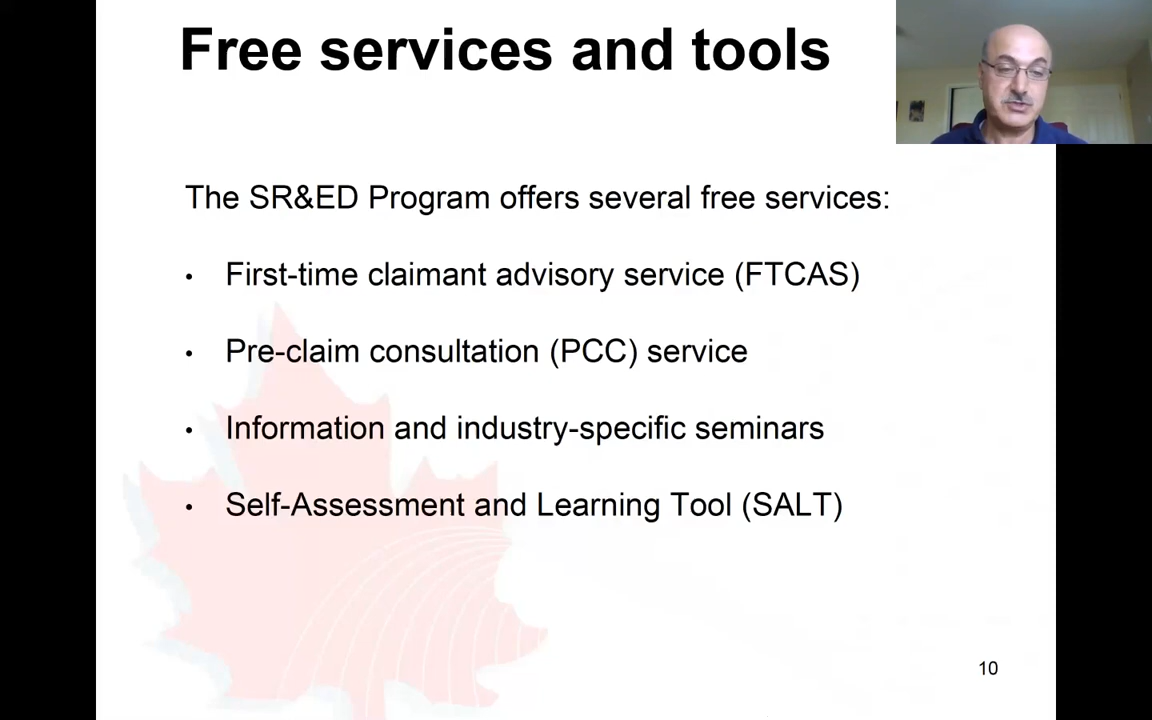 Free services and tools
The SR&ED Program offers several free services:
• First-time claimant advisory service (FTCAS)
• Pre-claim consultation (PCC) service
• Information and industry-specific seminars
• Self-Assessment and Learning Tool (SALT)
10